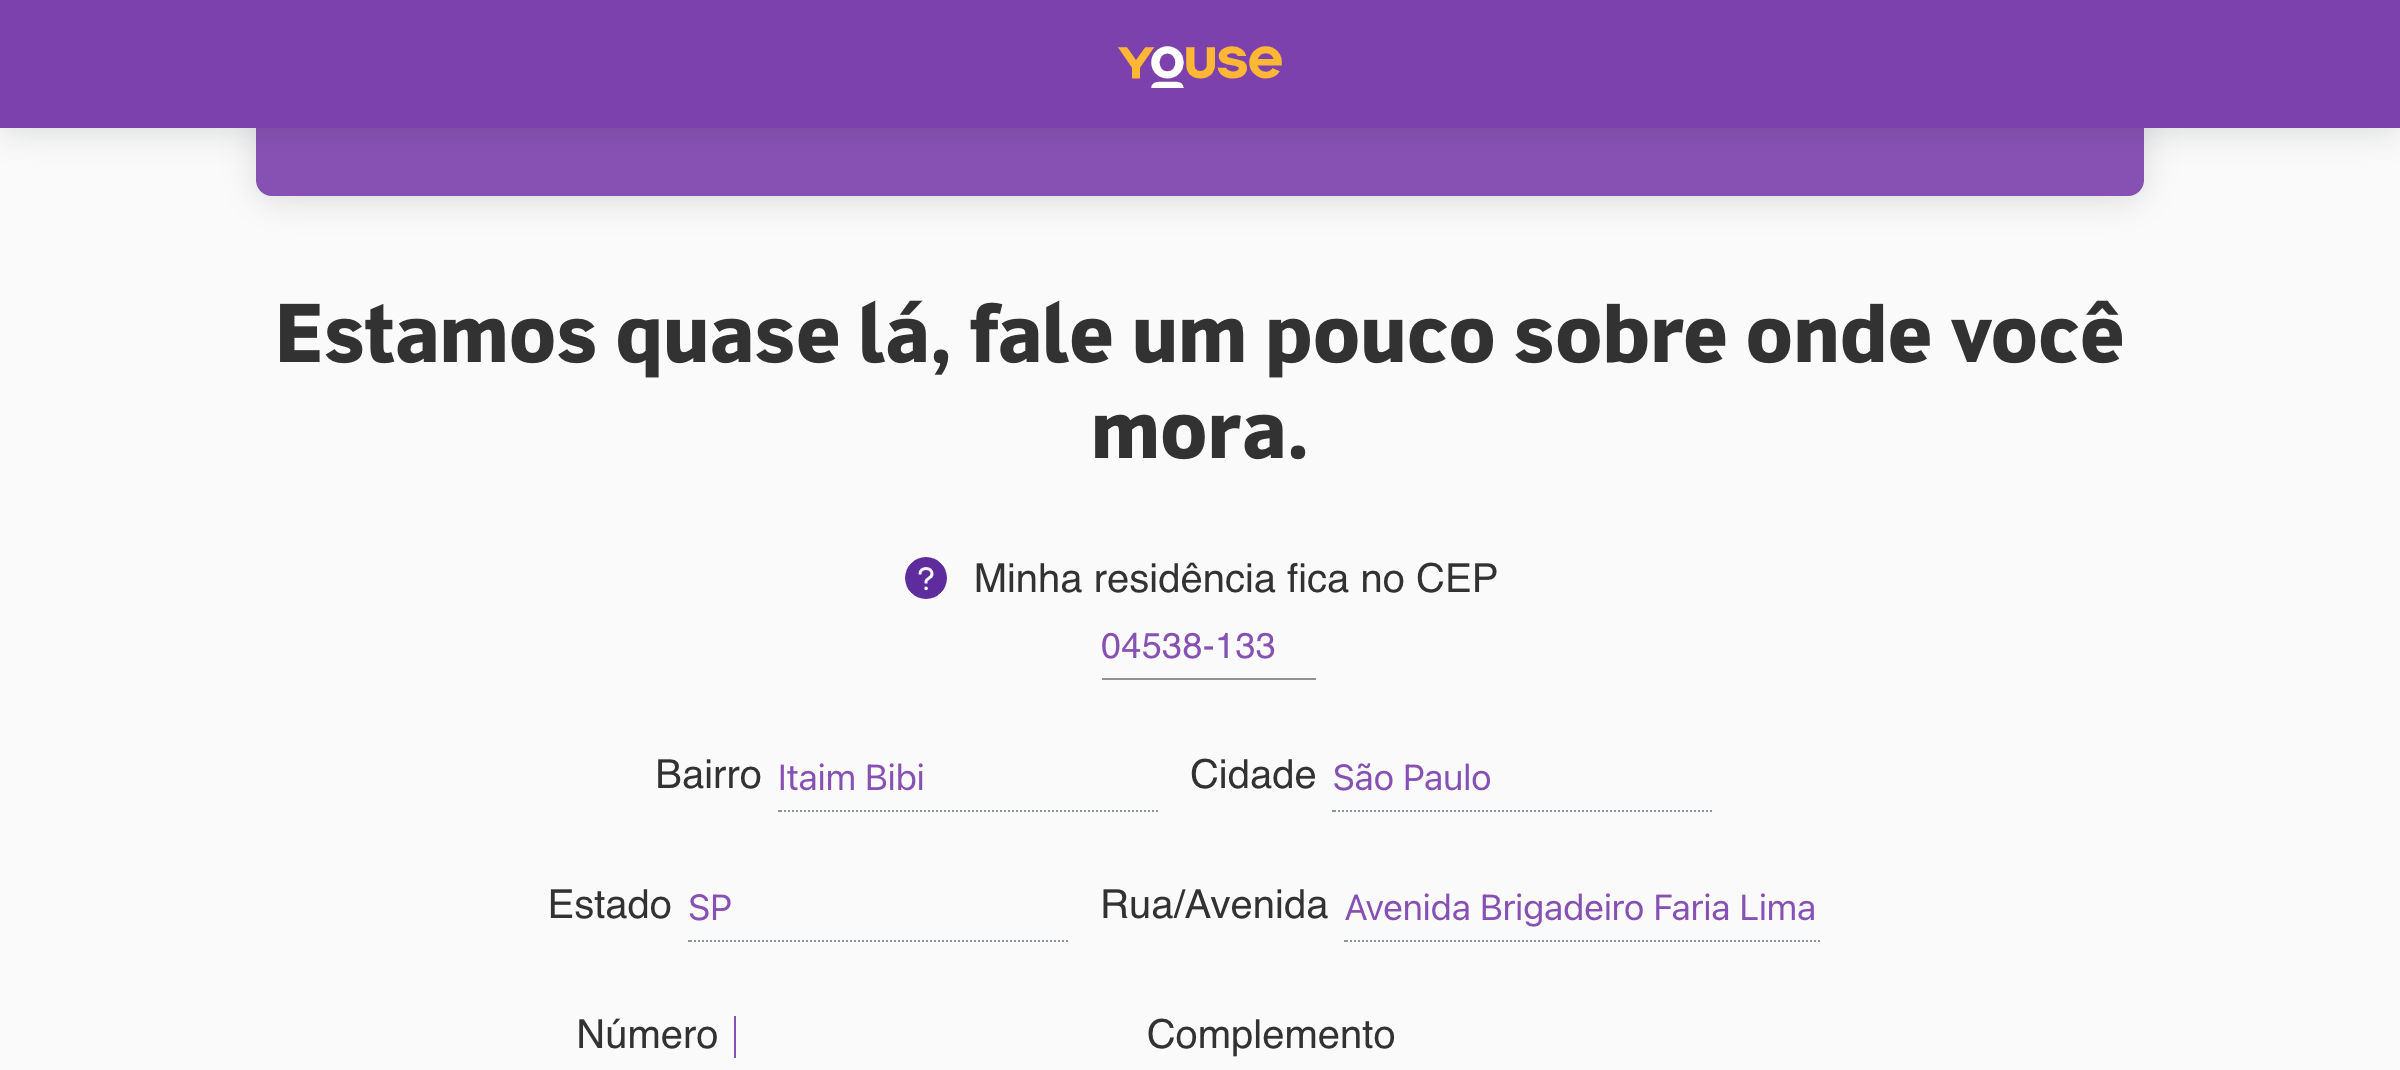 Youse
Estamos quase lá, fale um pouco sobre onde você
mora.
? Minha residência fica no CEP
04538-133
Bairro Itaim Bibi Cidade São Paulo
Estado SP Rua/Avenida Avenida Brigadeiro Faria Lima
Número Complemento